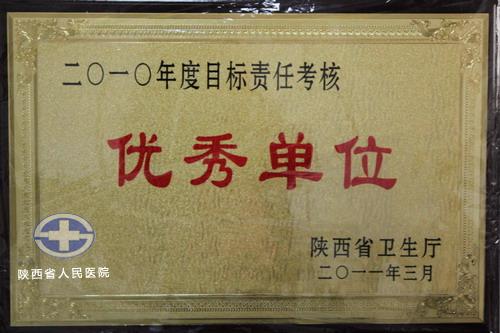 二〇一〇年度目标责任考核
优秀单位
陕西省卫生厅
二〇一一年三月
陕西省人民医院